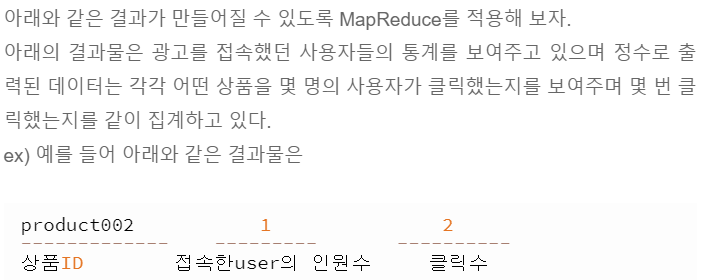 아래와 같은 결과가 만들어질 수 있도록 MapReduce를 적용해 보자.
아래의 결과물은 광고를 접속했던 사용자들의 통계를 보여주고 있으며 정수로 출
력된 데이터는 각각 어떤 상품을 몇 명의 사용자가 클릭했는지를 보여주며 몇 번 클
릭했는지를 같이 집계하고 있다.
ex) 예를 들어 아래와 같은 결과물은
product002 1 2
------------- --------- ----------
상품ID 접속한user의 인원수 클릭수